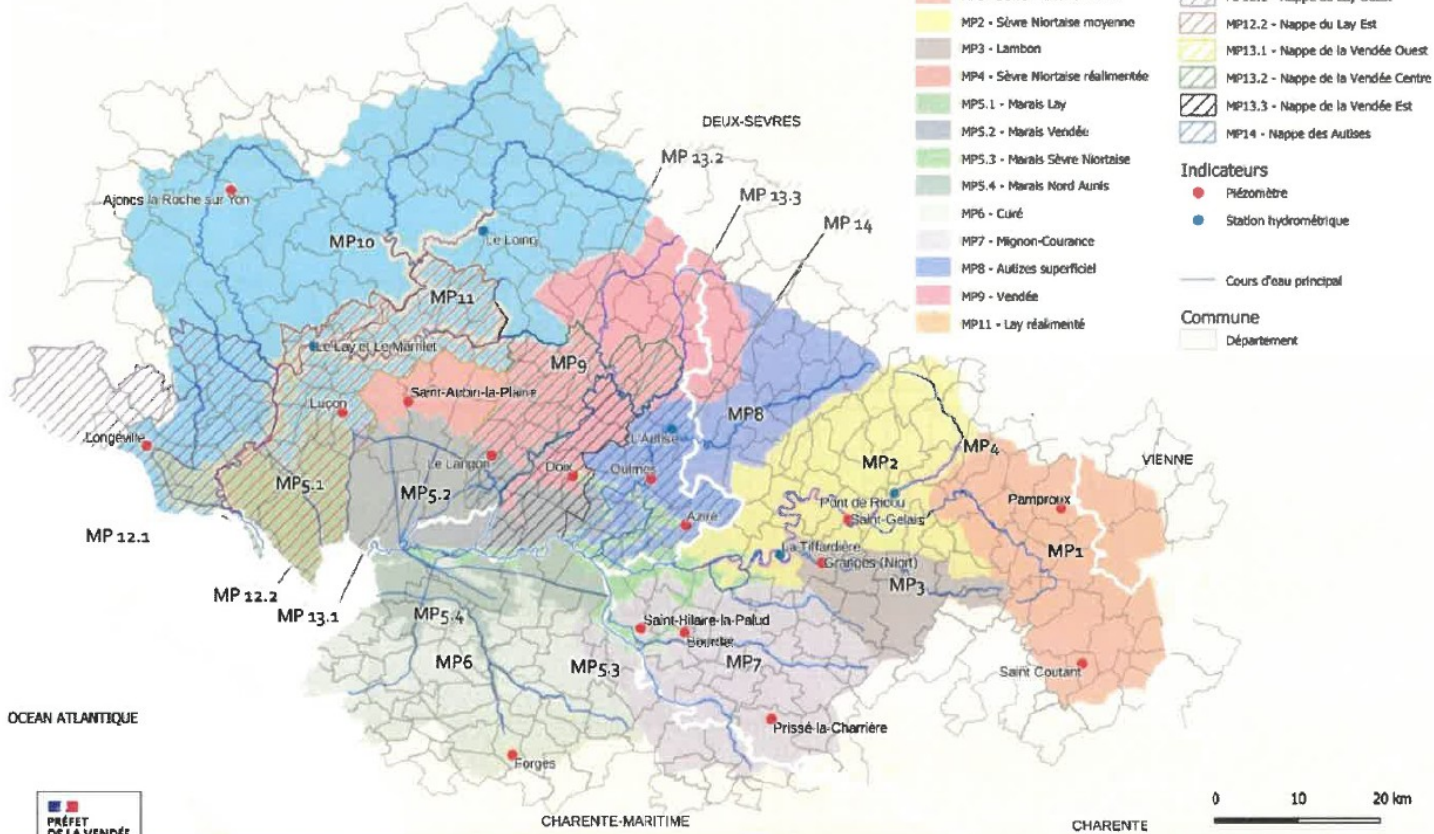 MP2 - Sèvre Niortaise moyenne
MP3 - Lambon
MP4 - Sèvre Niortaise réalimentée
MP5.1 - Marais Lay
MP5.2 - Marais Vendée
MP5.3 - Marais Sèvre Niortaise
MP5.4 - Marais Nord Aunis
MP6 - Curé
MP7 - Mignon-Courance
MP8 - Autizes superficiel
MP9 - Vendée
MP11 - Lay réalimenté
MP12.2 - Nappe du Lay Est
MP13.1 - Nappe de la Vendée Ouest
MP13.2 - Nappe de la Vendée Centre
MP13.3 - Nappe de la Vendée Est
MP14 - Nappe des Autises
Indicateurs
Piézomètre
Station hydrométrique
Cours d'eau principal
Commune
Département
DEUX-SEVRES
MP 13.2
MP 13.3
MP 14
Ajoncs la Roche sur Yon
MP10
Le Loing
MP11
Le Lay et Le Marillet
MP9
Saint-Aubin-la-Plaine
Luçon
MP8
Longeville
L'Autise
Le Langon
Doix
Oulmes
MP2
MP4
VIENNE
MP5.1
MP5.2
Pont de Ricou
Saint-Gelais
Pamproux
Aziré
MP 12.1
La Tiffardière
Granges (Niort)
MP1
MP3
MP 12.2
MP 13.1
MP5.4
Saint-Hilaire-la-Palud
Bourdet
MP6
MP5.3
MP7
Saint Coutant
OCEAN ATLANTIQUE
Prissé-la-Charrière
Forges
PRÉFET
DE LA VENDÉE
CHARENTE-MARITIME
CHARENTE
0 10 20 km